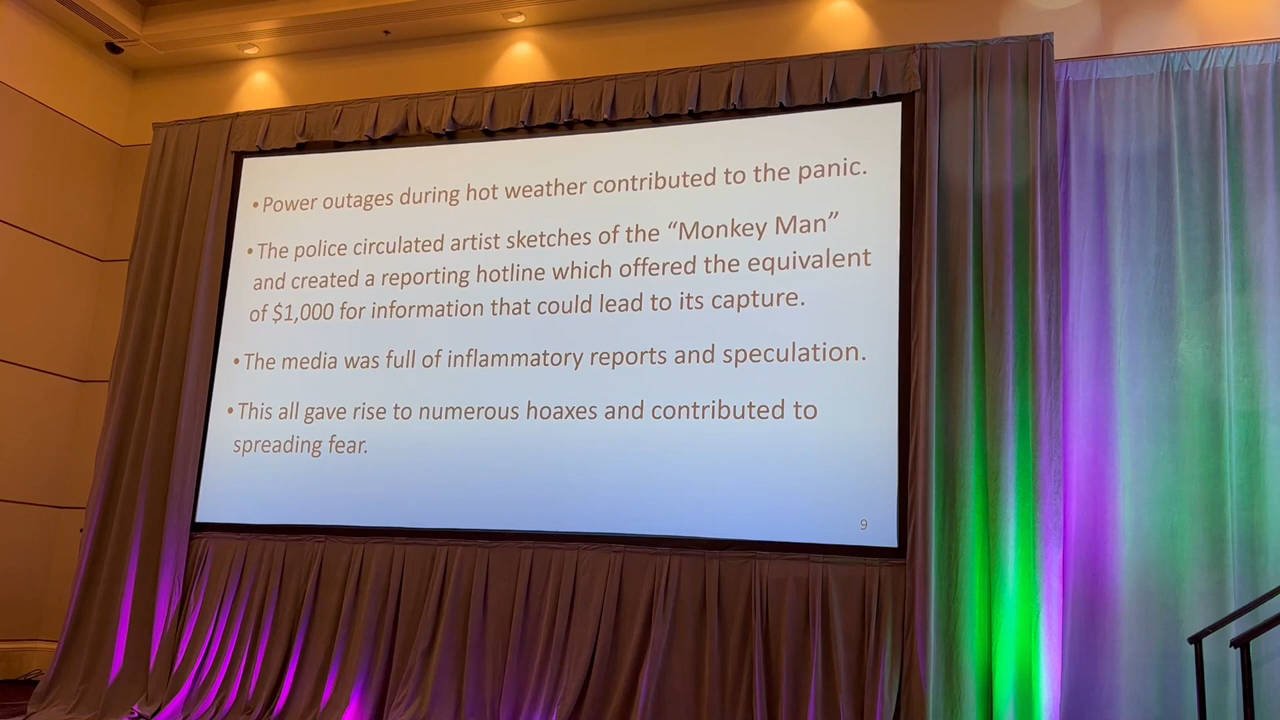 • Power outages during hot weather contributed to the panic.
• The police circulated artist sketches of the “Monkey Man”
and created a reporting hotline which offered the equivalent
of $1,000 for information that could lead to its capture.
• The media was full of inflammatory reports and speculation.
• This all gave rise to numerous hoaxes and contributed to
spreading fear.
9